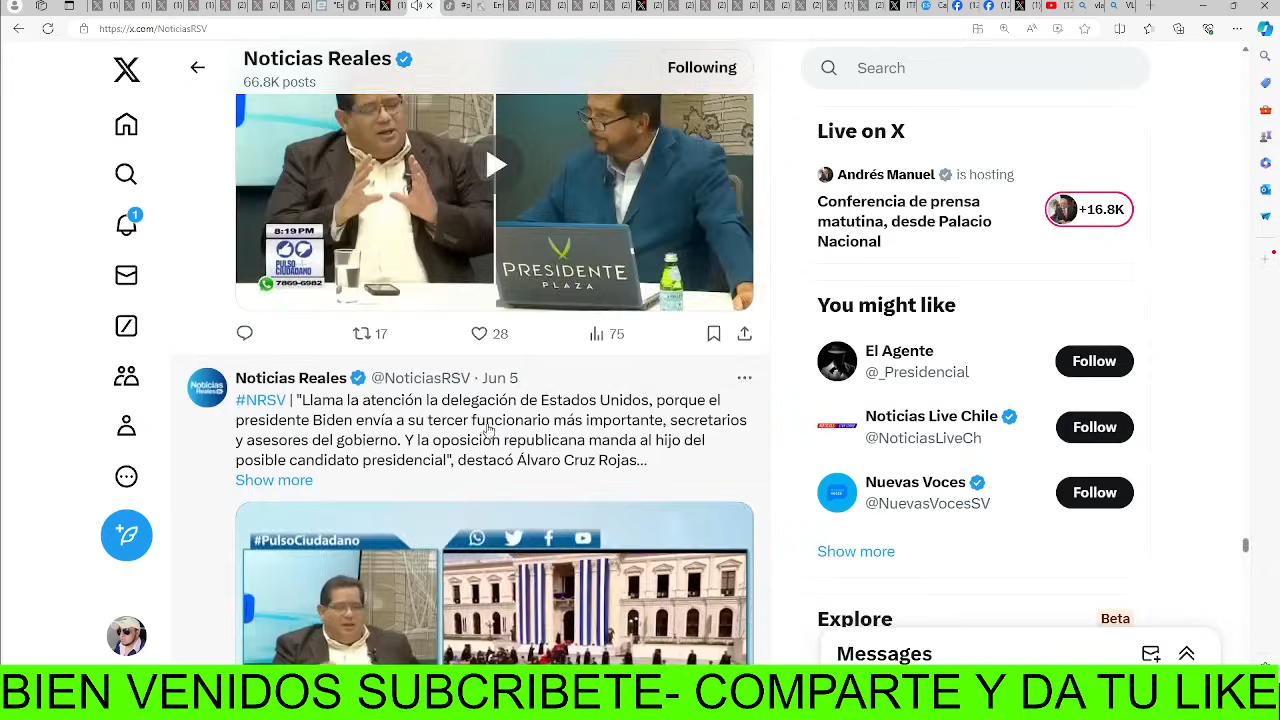 https://x.com/NoticiasRSV
Noticias Reales
66.8K posts
Following
Search
8:19 PM
PULSO
CIUDADANO
7869-6982
PRESIDENTE
PLAZA
17
28
75
Noticias Reales @NoticiasRSV · Jun 5
#NRSV | "Llama la atención la delegación de Estados Unidos, porque el
presidente Biden envía a su tercer funcionario más importante, secretarios
y asesores del gobierno. Y la oposición republicana manda al hijo del
posible candidato presidencial", destacó Álvaro Cruz Rojas...
Show more
#PulsoCiudadano
Live on X
Andrés Manuel is hosting
Conferencia de prensa
matutina, desde Palacio
Nacional
+16.8K
You might like
El Agente
@_Presidencial
Follow
Noticias Live Chile
@NoticiasLiveCh
Follow
Nuevas Voces
@NuevasVocesSV
Follow
Show more
Explore
Beta
Messages
1
BIEN VENIDOS SUBCRIBETE- COMPARTE Y DA TU LIKE